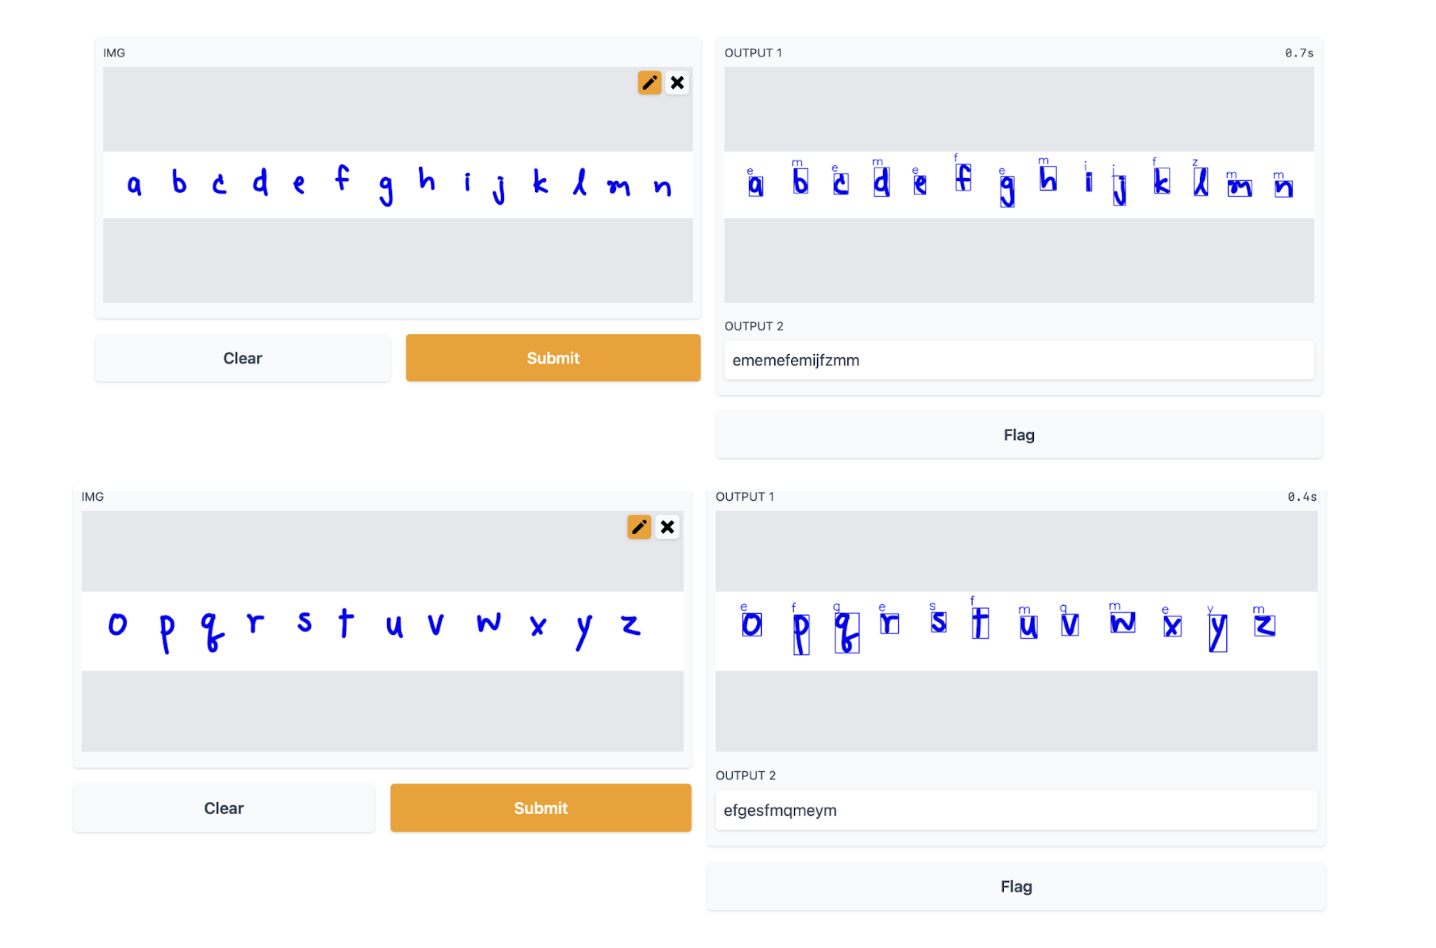 IMG
a b c d e f g h i j k l m n
Clear
Submit
OUTPUT 1 0.7s
e m e m e f e m i j f z m m
a b c d e f g h i j k l m n
OUTPUT 2
ememefemijfzmm
Flag
IMG
o p q r s t u v w x y z
Clear
Submit
OUTPUT 1 0.4s
e f g e s f m q m e y m
o p q r s t u v w x y z
OUTPUT 2
efgesfmqmeym
Flag